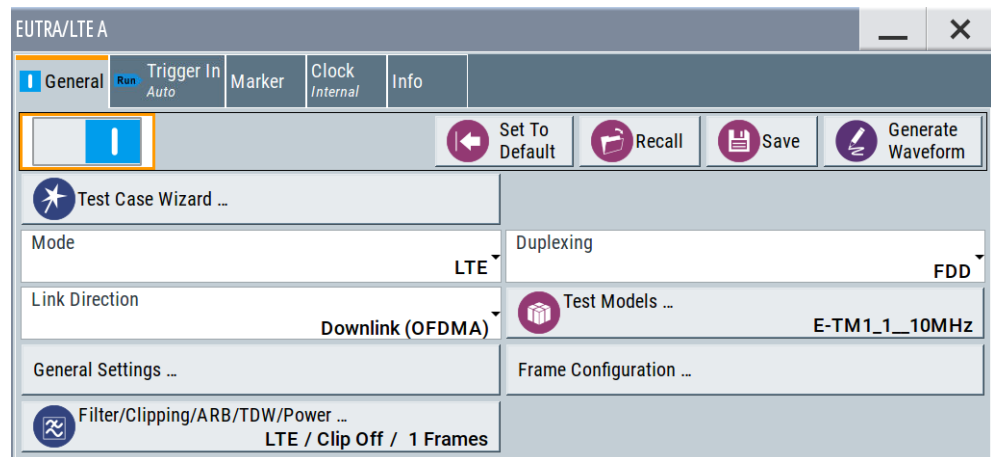 EUTRA/LTE A
General
Run
Trigger In
Auto
Marker
Clock
Internal
Info
Set To
Default
Recall
Save
Generate
Waveform
Test Case Wizard ...
Mode
LTE
Duplexing
FDD
Link Direction
Downlink (OFDMA)
Test Models ...
E-TM1_1__10MHz
General Settings ...
Frame Configuration ...
Filter/Clipping/ARB/TDW/Power ...
LTE / Clip Off / 1 Frames